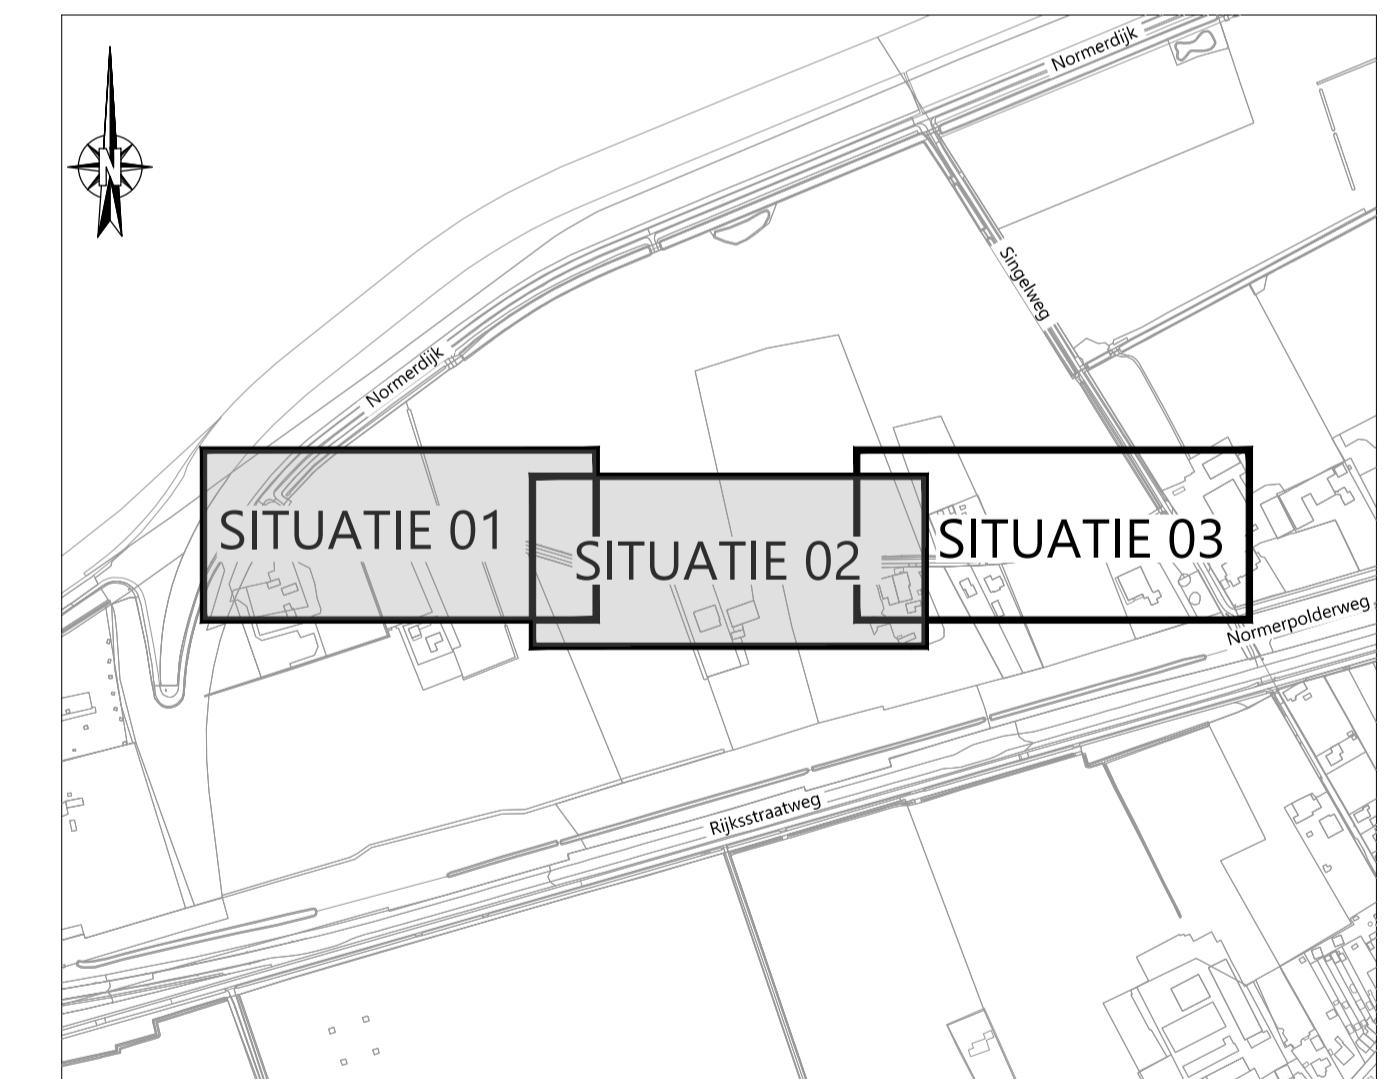 Normerdijk
N
Singelweg
Normerdijk
SITUATIE 01
SITUATIE 02
SITUATIE 03
Normerpolderweg
Rijksstraatweg